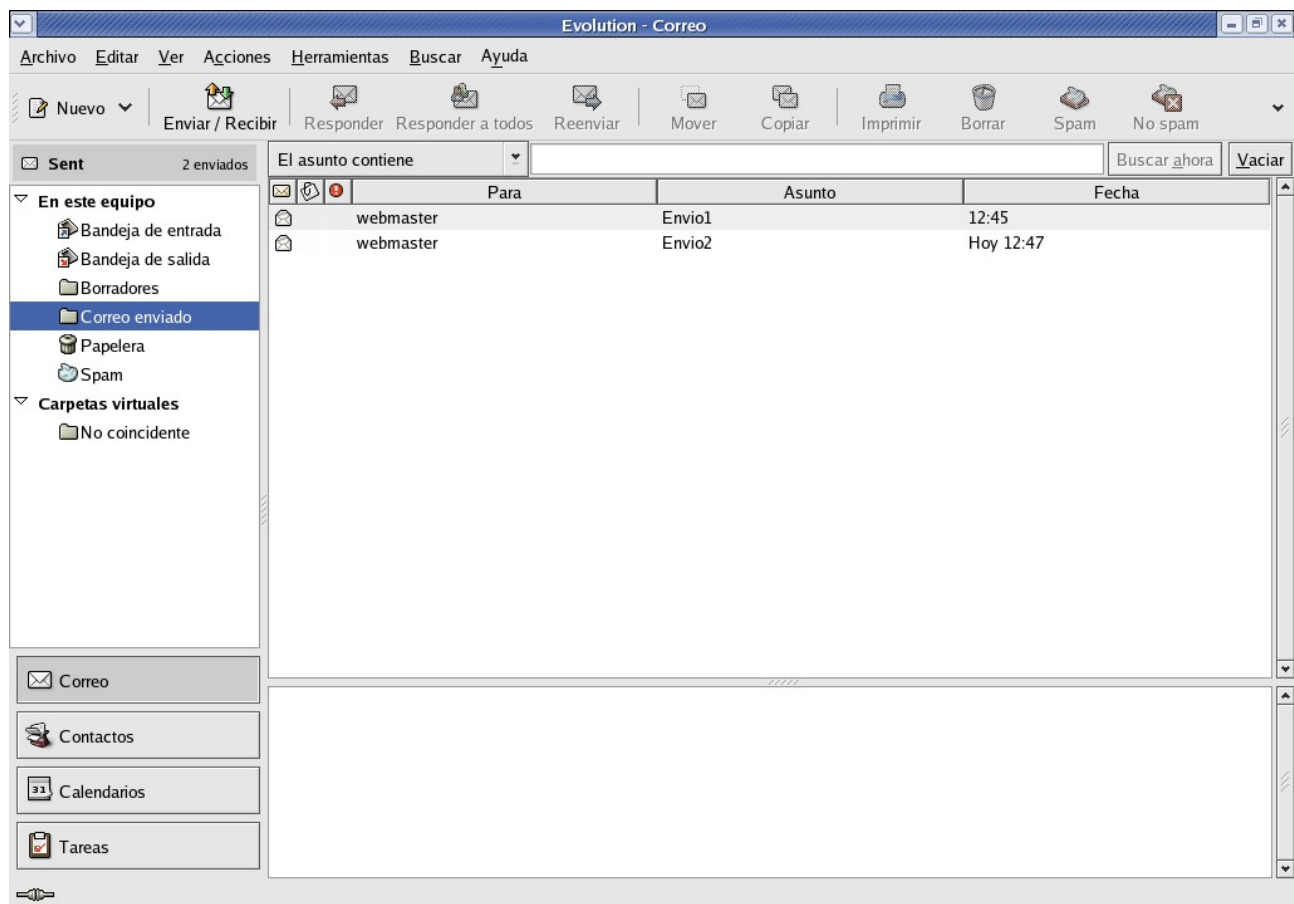 Evolution - Correo
Archivo Editar Ver Acciones Herramientas Buscar Ayuda
Nuevo Enviar / Recibir Responder Responder a todos Reenviar Mover Copiar Imprimir Borrar Spam No spam
Sent 2 enviados
El asunto contiene Buscar ahora Vaciar
En este equipo
Bandeja de entrada
Bandeja de salida
Borradores
Correo enviado
Papelera
Spam
Carpetas virtuales
No coincidente
Para Asunto Fecha
webmaster Envio1 12:45
webmaster Envio2 Hoy 12:47
Correo
Contactos
31 Calendarios
Tareas